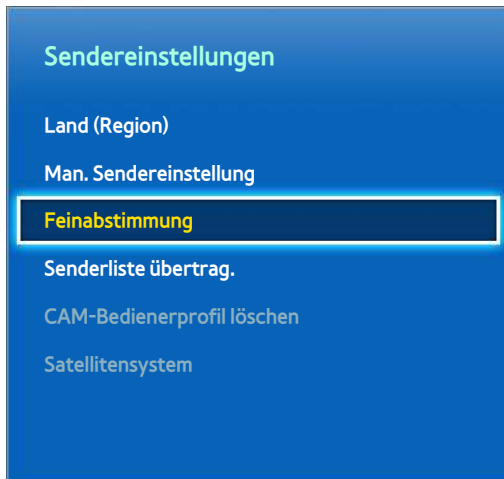 Sendereinstellungen
Land (Region)
Man. Sendereinstellung
Feinabstimmung
Senderliste übertrag.
CAM-Bedienerprofil löschen
Satellitensystem